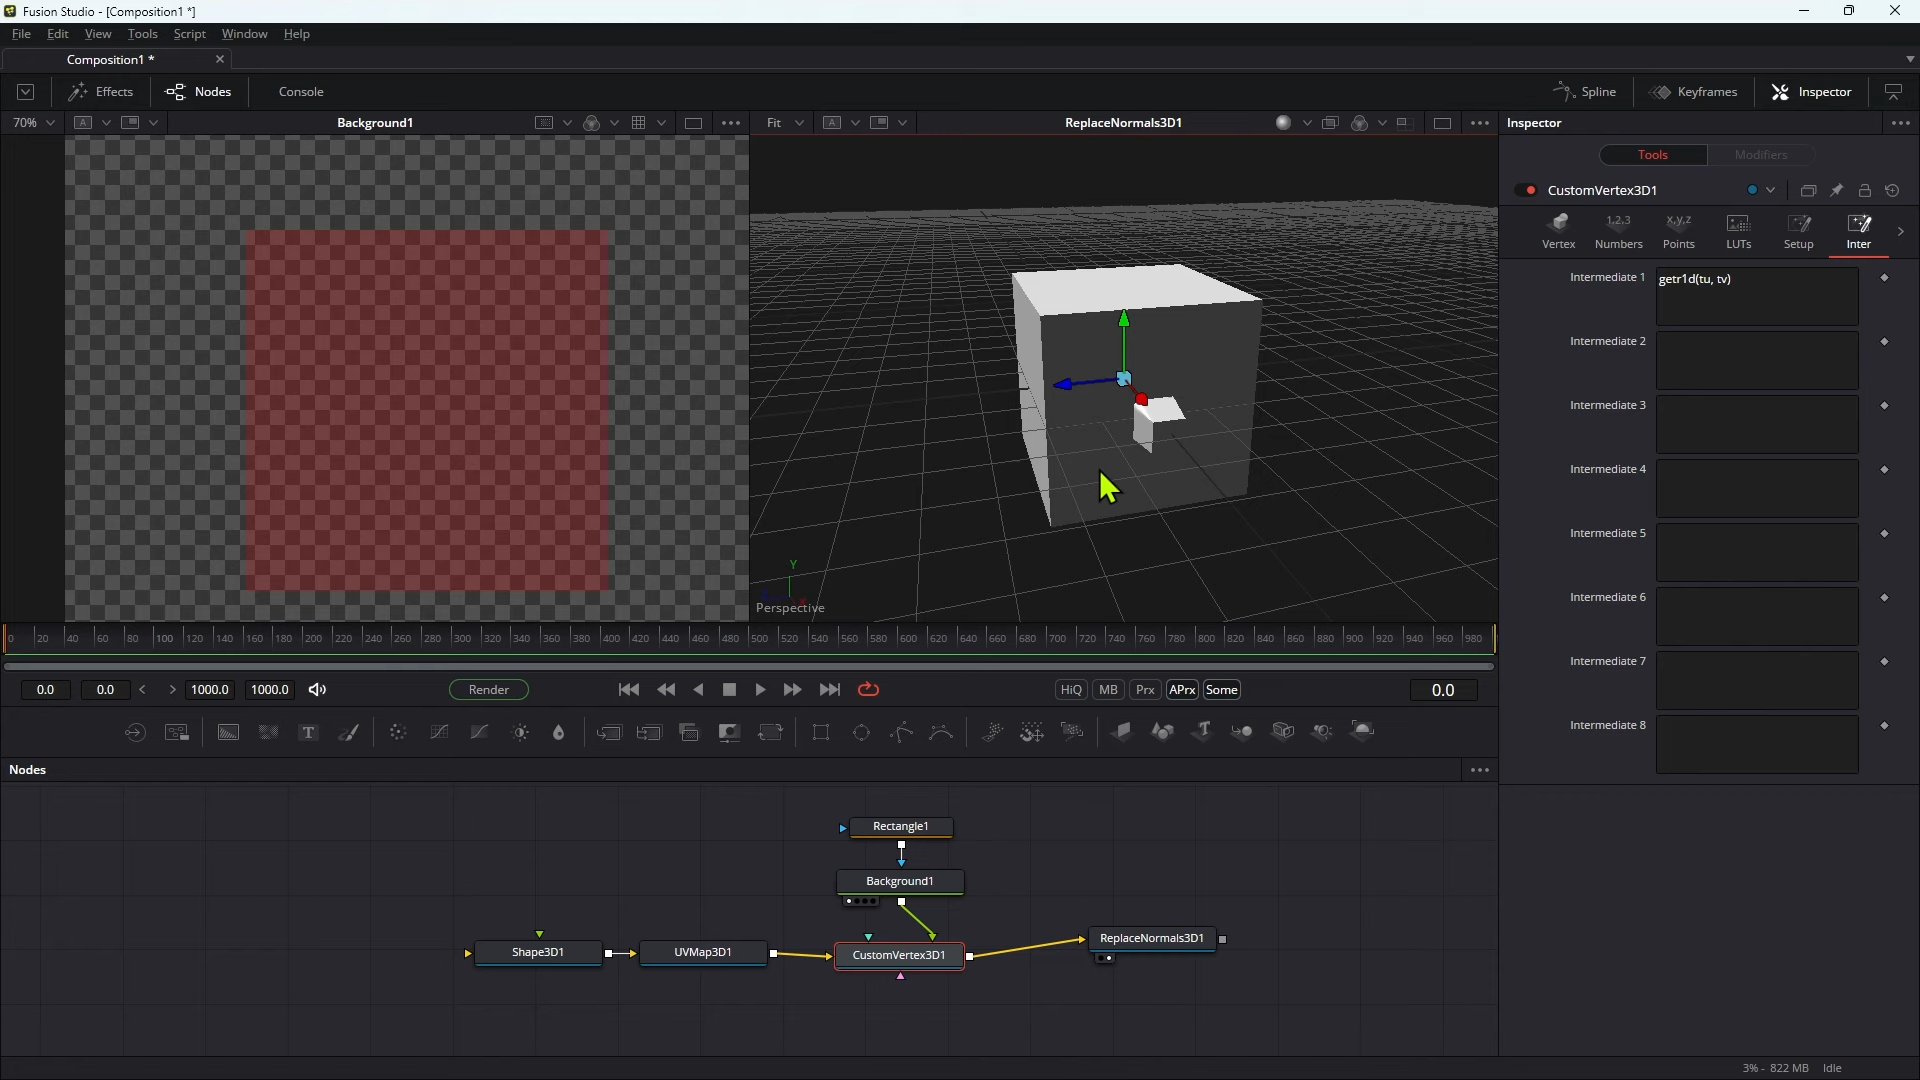 Fusion Studio - [Composition1 *]
File Edit View Tools Script Window Help
Composition1 *
Effects Nodes Console Spline Keyframes Inspector
70% A Background1 Fit A ReplaceNormals3D1 Inspector
Tools Modifiers
CustomVertex3D1
1,2,3 x,y,z
Vertex Numbers Points LUTs Setup Inter
Intermediate 1 getr1d(tu, tv)
Intermediate 2
Intermediate 3
Intermediate 4
Intermediate 5
Intermediate 6
Intermediate 7
Intermediate 8
Y
Perspective
0 20 40 60 80 100 120 140 160 180 200 220 240 260 280 300 320 340 360 380 400 420 440 460 480 500 520 540 560 580 600 620 640 660 680 700 720 740 760 780 800 820 840 860 880 900 920 940 960 980
0.0 0.0 1000.0 1000.0 Render HiQ MB Prx APrx Some 0.0
Nodes
Rectangle1
Background1
Shape3D1 UVMap3D1 CustomVertex3D1 ReplaceNormals3D1
3% - 822 MB Idle